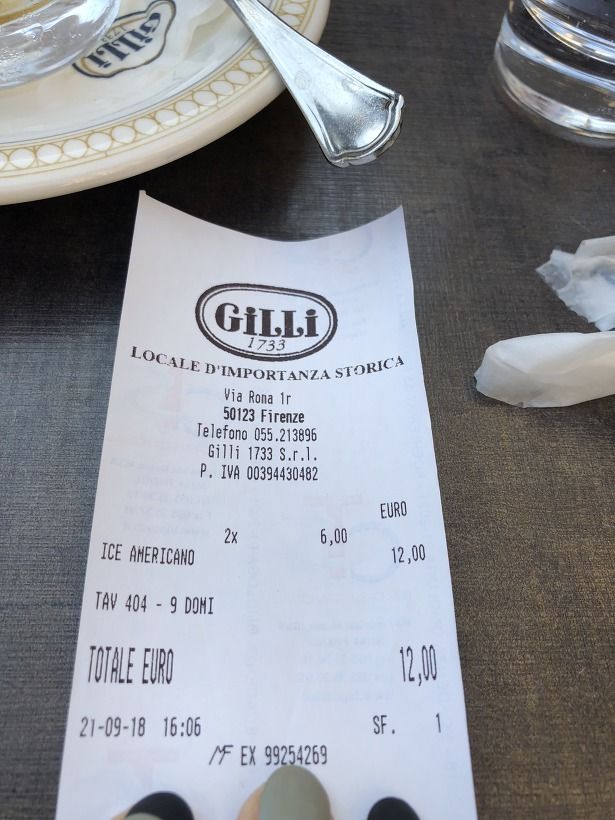 GiLLi
GiLLi
1733
LOCALE D'IMPORTANZA STORICA
Via Roma 1r
50123 Firenze
Telefono 055.213896
Gilli 1733 S.r.l.
P. IVA 00394430482
EURO
2x 6,00
ICE AMERICANO 12,00
TAV 404 - 9 DOMI
TOTALE EURO 12,00
21-09-18 16:06 SF. 1
MF EX 99254269